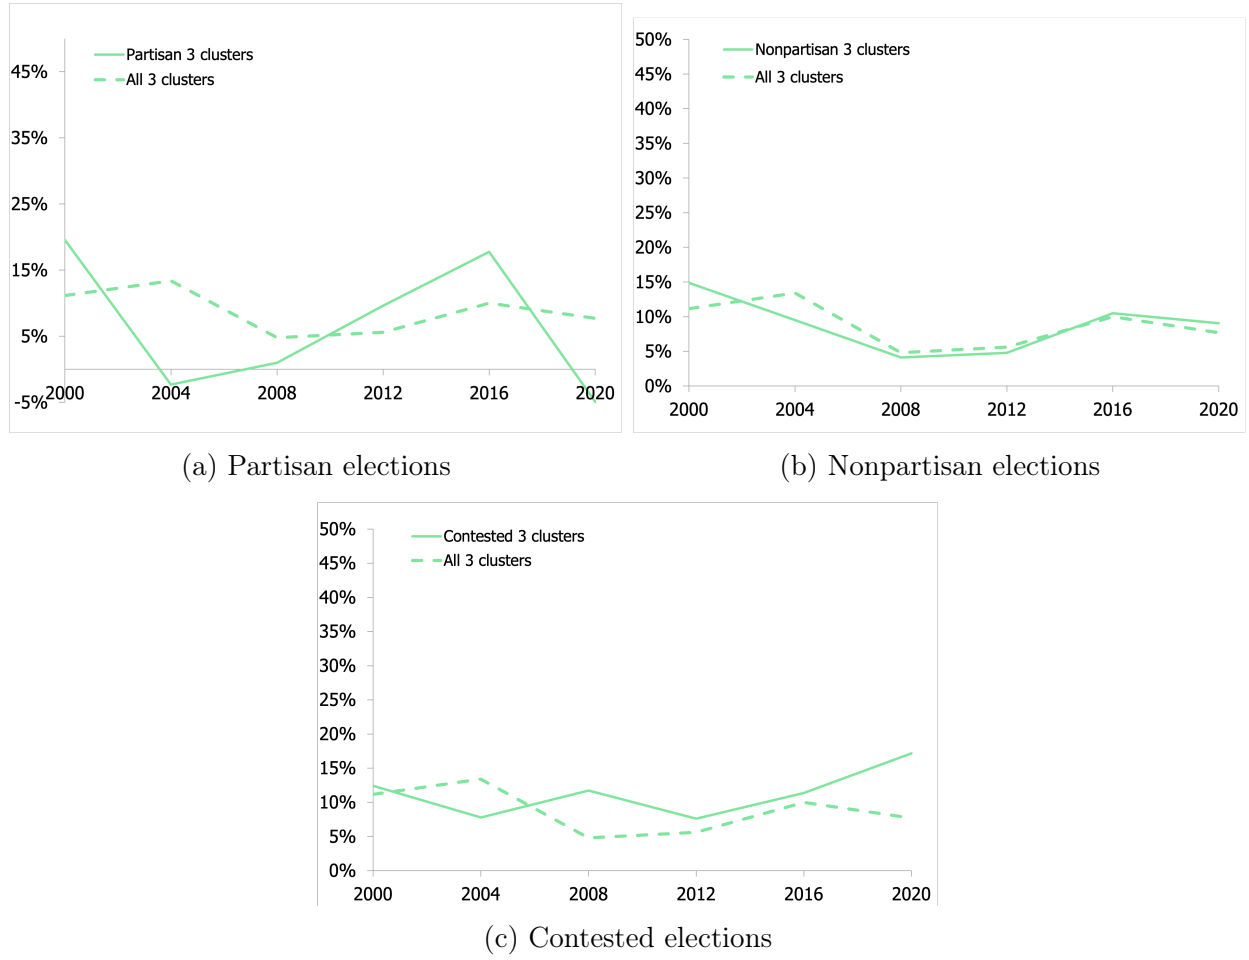 Partisan 3 clusters
All 3 clusters
45%
35%
25%
15%
5%
-5%
2000 2004 2008 2012 2016 2020
(a) Partisan elections
Nonpartisan 3 clusters
All 3 clusters
50%
45%
40%
35%
30%
25%
20%
15%
10%
5%
0%
2000 2004 2008 2012 2016 2020
(b) Nonpartisan elections
Contested 3 clusters
All 3 clusters
50%
45%
40%
35%
30%
25%
20%
15%
10%
5%
0%
2000 2004 2008 2012 2016 2020
(c) Contested elections